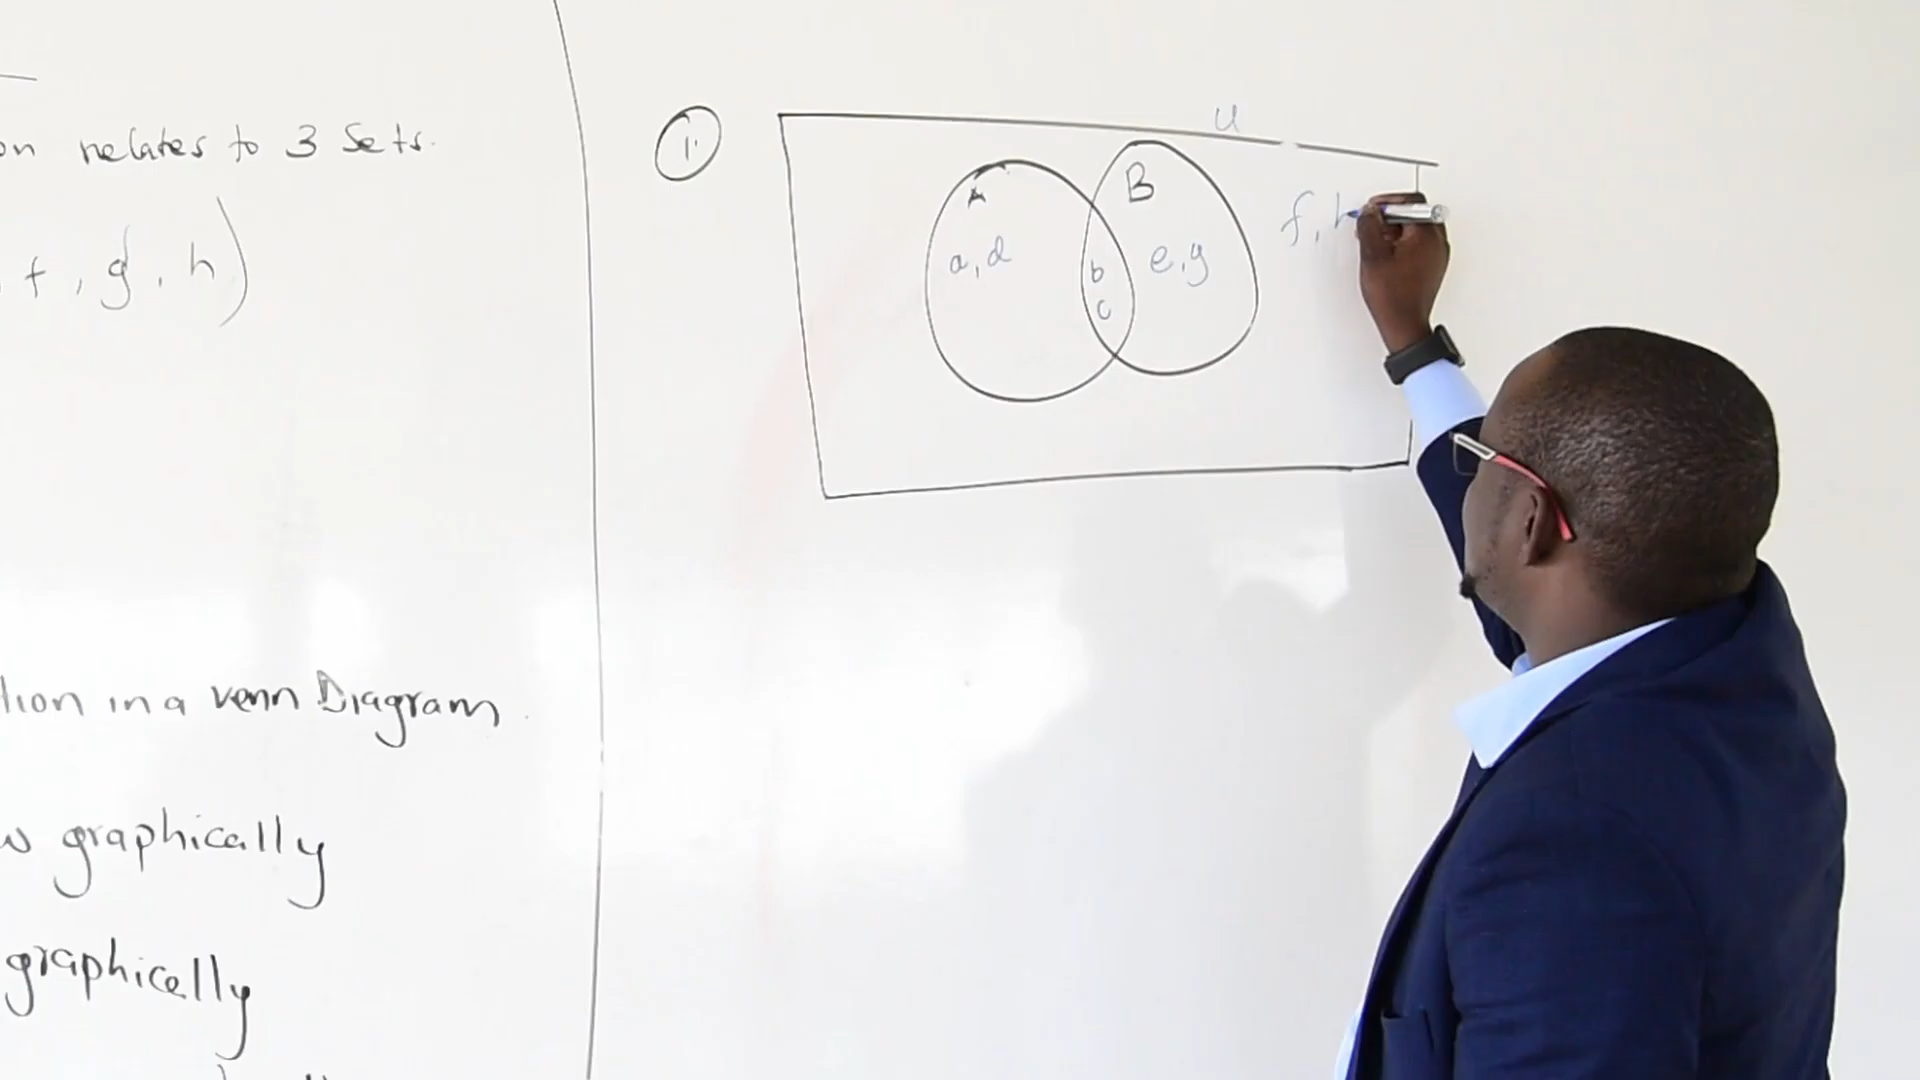 on relates to 3 Sets.
f, g, h)
tion in a venn Diagram.
w graphically
graphically
1.
U
A
B
a, d
b
c
e, g
f, h